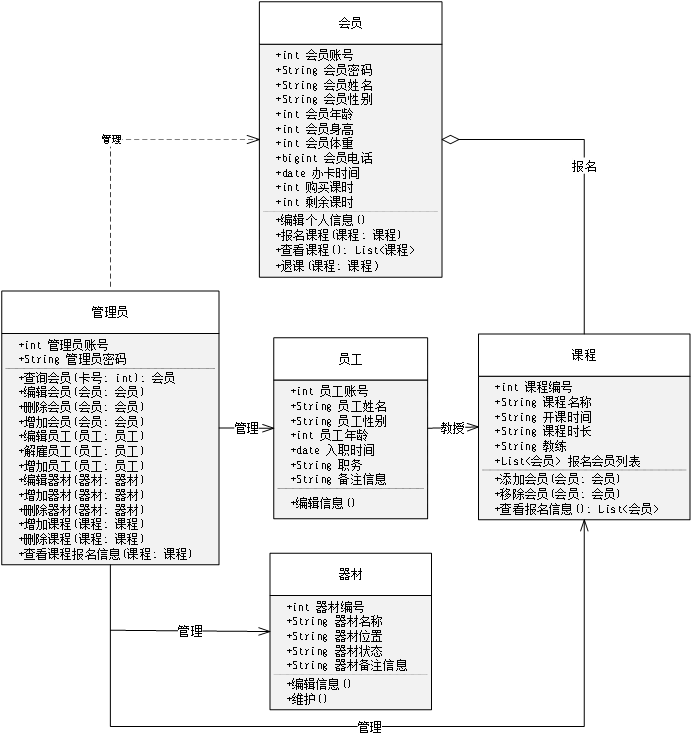 会员
+int 会员账号
+String 会员密码
+String 会员姓名
+String 会员性别
+int 会员年龄
+int 会员身高
+int 会员体重
+bigint 会员电话
+date 办卡时间
+int 购买课时
+int 剩余课时
+编辑个人信息()
+报名课程(课程: 课程)
+查看课程(): List<课程>
+退课(课程: 课程)
管理
报名
管理员
+int 管理员账号
+String 管理员密码
+查询会员(卡号: int): 会员
+编辑会员(会员: 会员)
+删除会员(会员: 会员)
+增加会员(会员: 会员)
+编辑员工(员工: 员工)
+解雇员工(员工: 员工)
+增加员工(员工: 员工)
+编辑器材(器材: 器材)
+增加器材(器材: 器材)
+删除器材(器材: 器材)
+增加课程(课程: 课程)
+删除课程(课程: 课程)
+查看课程报名信息(课程: 课程)
管理
员工
+int 员工账号
+String 员工姓名
+String 员工性别
+int 员工年龄
+date 入职时间
+String 职务
+String 备注信息
+编辑信息()
教授
课程
+int 课程编号
+String 课程名称
+String 开课时间
+String 课程时长
+String 教练
+List<会员> 报名会员列表
+添加会员(会员: 会员)
+移除会员(会员: 会员)
+查看报名信息(): List<会员>
管理
器材
+int 器材编号
+String 器材名称
+String 器材位置
+String 器材状态
+String 器材备注信息
+编辑信息()
+维护()
管理